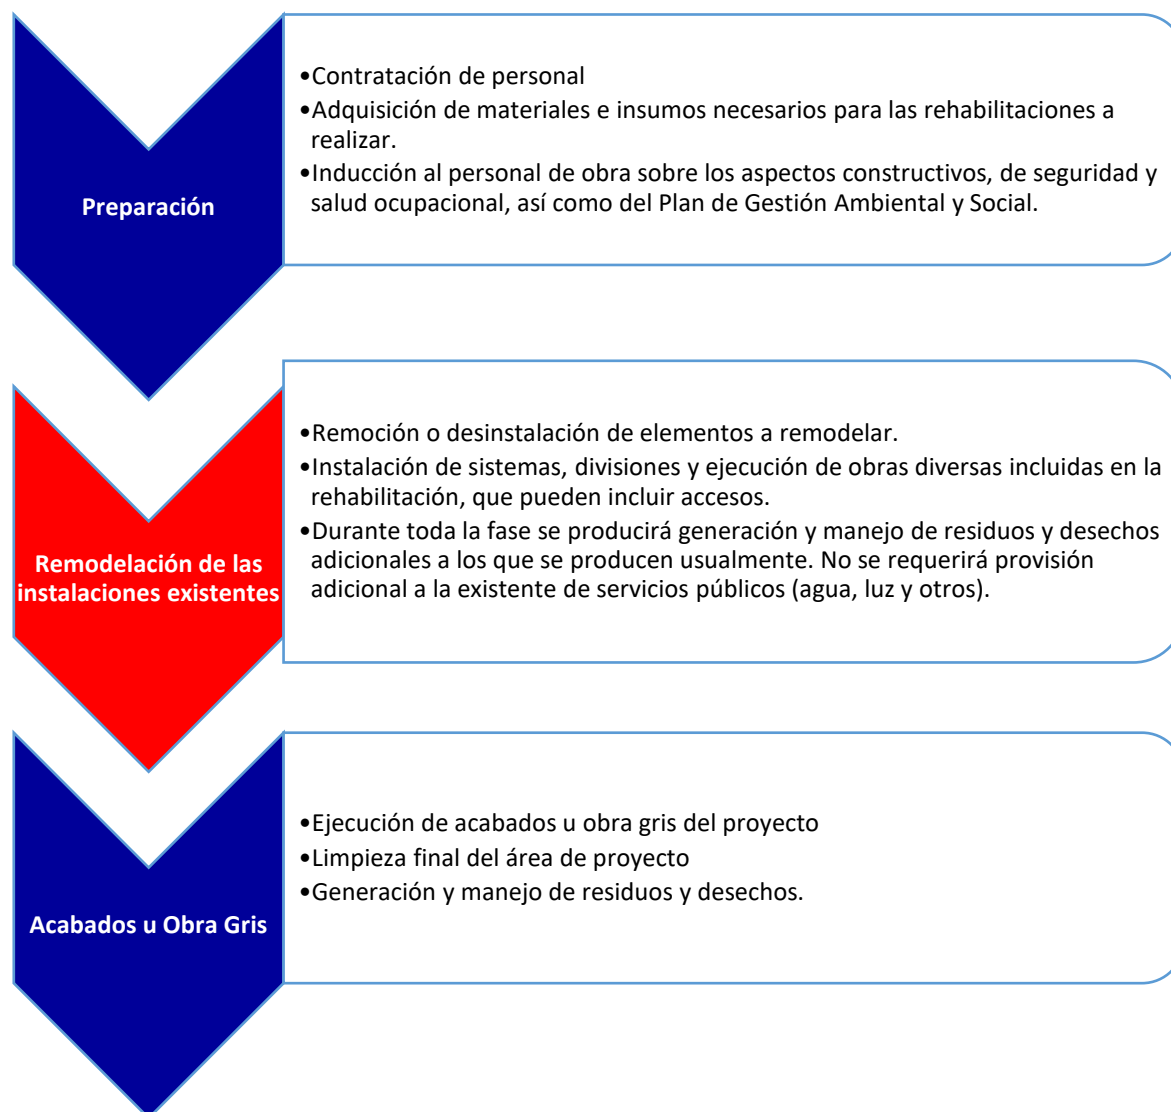 Preparación
•Contratación de personal
•Adquisición de materiales e insumos necesarios para las rehabilitaciones a
realizar.
•Inducción al personal de obra sobre los aspectos constructivos, de seguridad y
salud ocupacional, así como del Plan de Gestión Ambiental y Social.
Remodelación de las
instalaciones existentes
•Remoción o desinstalación de elementos a remodelar.
•Instalación de sistemas, divisiones y ejecución de obras diversas incluidas en la
rehabilitación, que pueden incluir accesos.
•Durante toda la fase se producirá generación y manejo de residuos y desechos
adicionales a los que se producen usualmente. No se requerirá provisión
adicional a la existente de servicios públicos (agua, luz y otros).
Acabados u Obra Gris
•Ejecución de acabados u obra gris del proyecto
•Limpieza final del área de proyecto
•Generación y manejo de residuos y desechos.